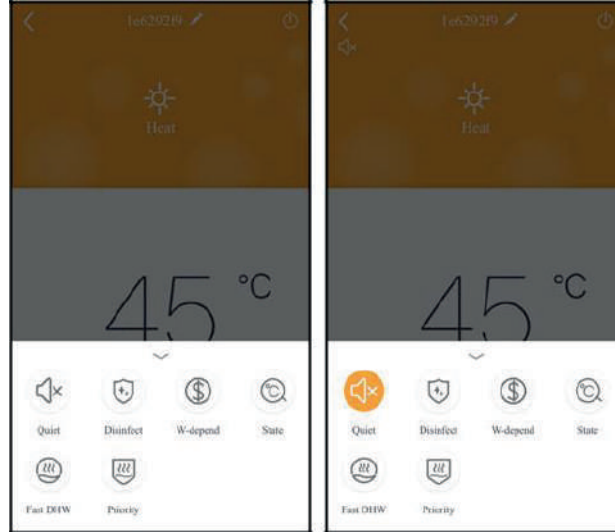 1e6292f9
Heat
45 °C
Quiet
Disinfect
W-depend
State
Fast DHW
Priority
1e6292f9
Heat
45 °C
Quiet
Disinfect
W-depend
State
Fast DHW
Priority